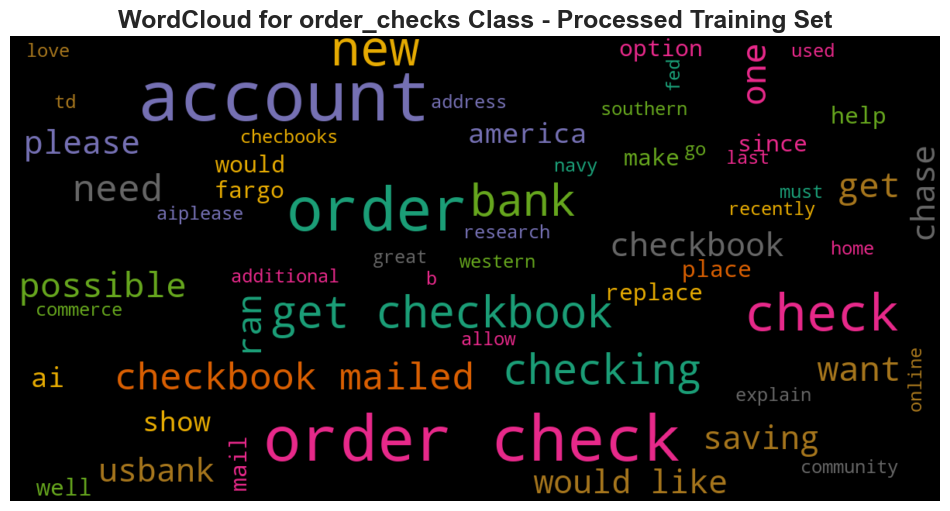 WordCloud for order_checks Class - Processed Training Set
love
new
option
one
used
td
account
address
fed
southern
help
please
checbooks
america
since
would
navy
make
go
last
need
fargo
order
bank
must
get
chase
aiplease
research
recently
checkbook
great
western
home
possible
additional
b
place
commerce
ran
get checkbook
replace
check
allow
ai
checkbook mailed
checking
want
online
explain
show
order check
saving
usbank
mail
would like
community
well